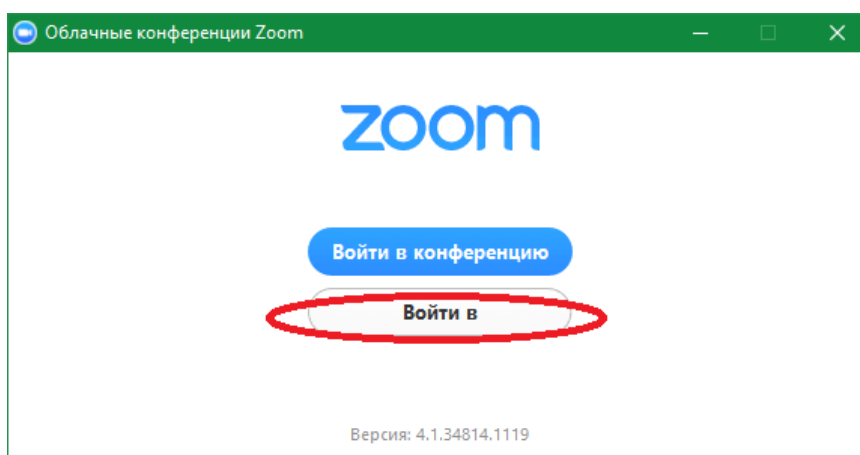 Облачные конференции Zoom
zoom
Войти в конференцию
Войти в
Версия: 4.1.34814.1119